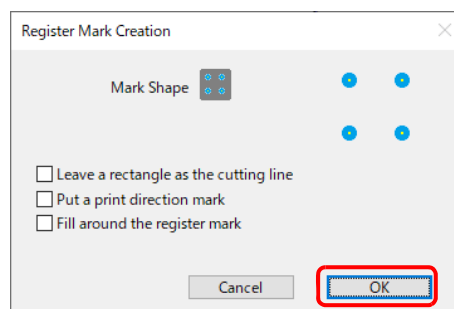 Register Mark Creation
Mark Shape
Leave a rectangle as the cutting line
Put a print direction mark
Fill around the register mark
Cancel
OK